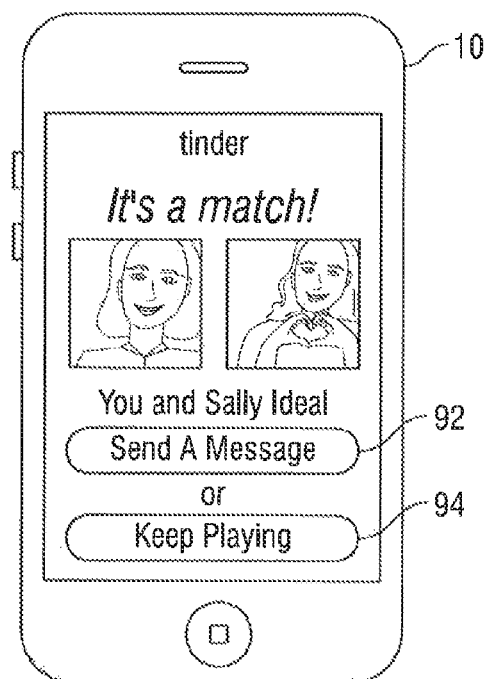 10
tinder
It's a match!
You and Sally Ideal
Send A Message
92
or
Keep Playing
94